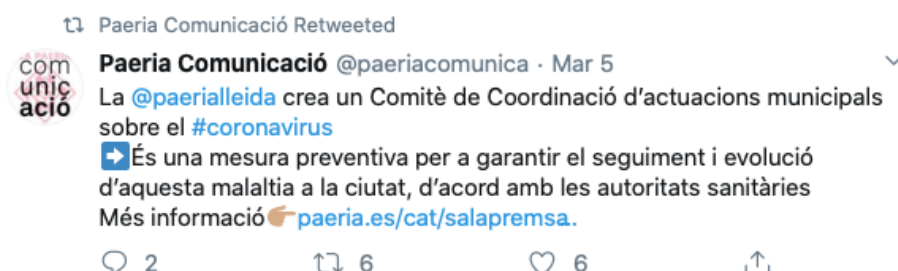 Paeria Comunicació Retweeted
com
unic
ació
Paeria Comunicació @paeriacomunica · Mar 5
La @paerialleida crea un Comitè de Coordinació d’actuacions municipals
sobre el #coronavirus
➡️És una mesura preventiva per a garantir el seguiment i evolució
d’aquesta malaltia a la ciutat, d’acord amb les autoritats sanitàries
Més informació👉paeria.es/cat/salapremsa..
2 6 6